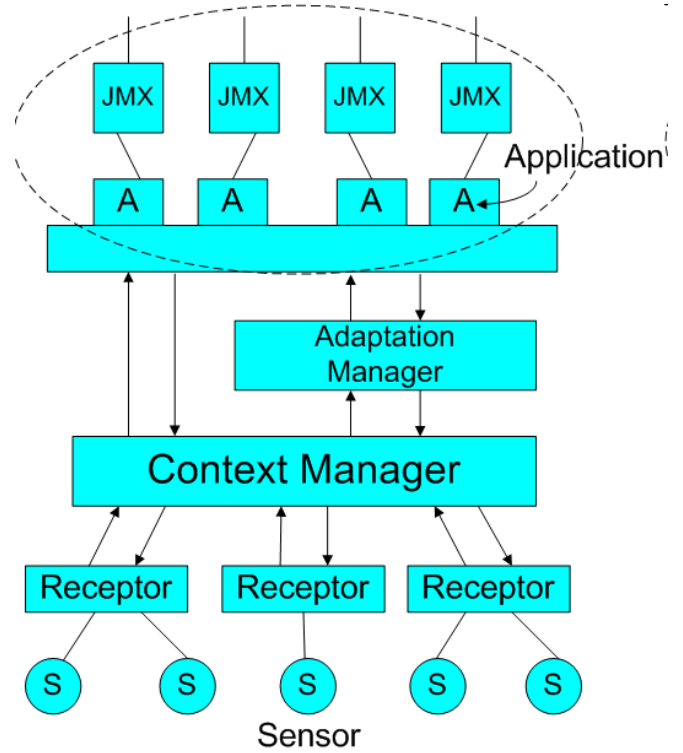 JMX JMX JMX JMX
Application
A A A A
Adaptation
Manager
Context Manager
Receptor Receptor Receptor
S S S S S
Sensor